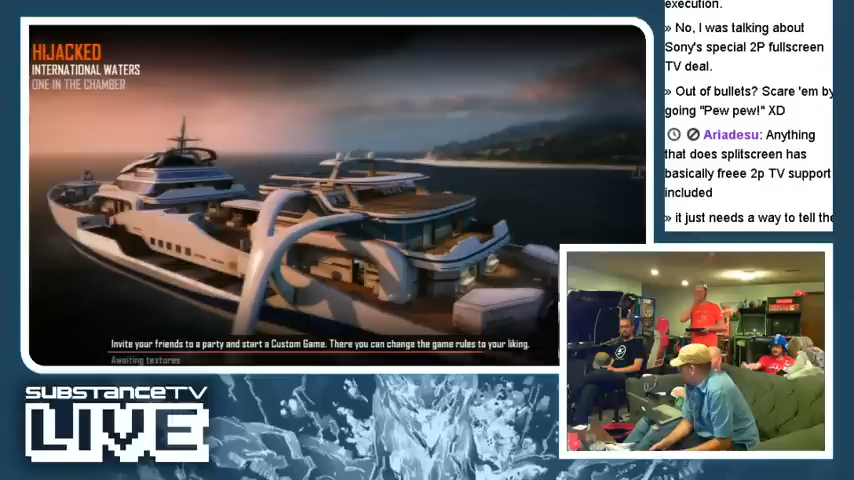 HIJACKED
INTERNATIONAL WATERS
ONE IN THE CHAMBER
Invite your friends to a party and start a Custom Game. There you can change the game rules to your liking.
Awaiting textures
execution.
» No, I was talking about
Sony's special 2P fullscreen
TV deal.
» Out of bullets? Scare 'em by
going "Pew pew!" XD
Ariadesu: Anything
that does splitscreen has
basically freee 2p TV support
included
» it just needs a way to tell the
SUBSTANCETV
LIVE